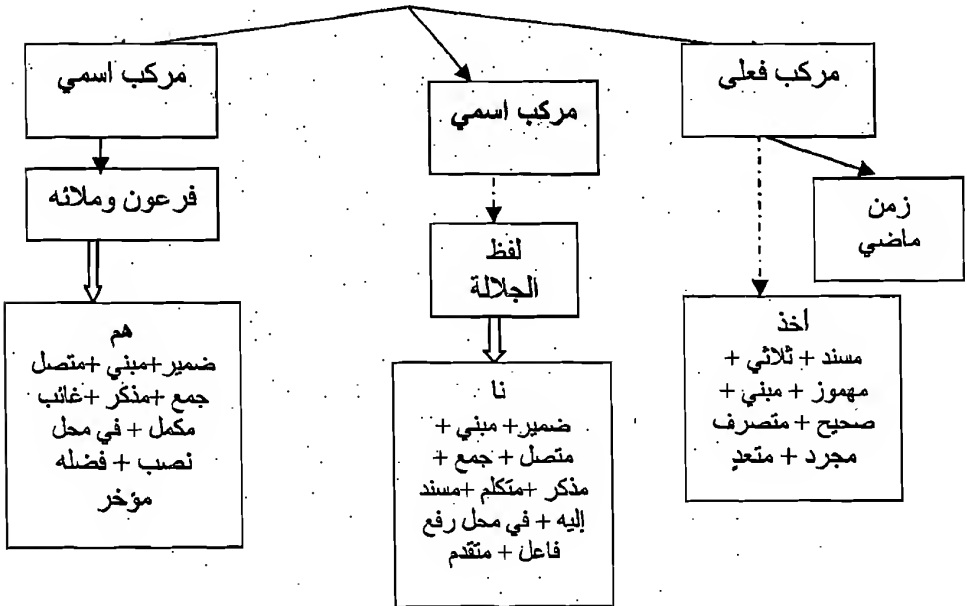 مركب فعلى
زمن
ماضي
أخذ
مسند + ثلاثي +
مهموز + مبني +
صحيح + متصرف
مجرد + متعدٍ
مركب اسمي
لفظ
الجلالة
نا
ضمير + مبني +
متصل + جمع +
مذكر + متكلم + مسند
إليه + في محل رفع
فاعل + متقدم
مركب اسمي
فرعون وملائه
هم
ضمير + مبني + متصل
جمع + مذكر + غائب
مكمل + في محل
نصب + فضله
مؤخر